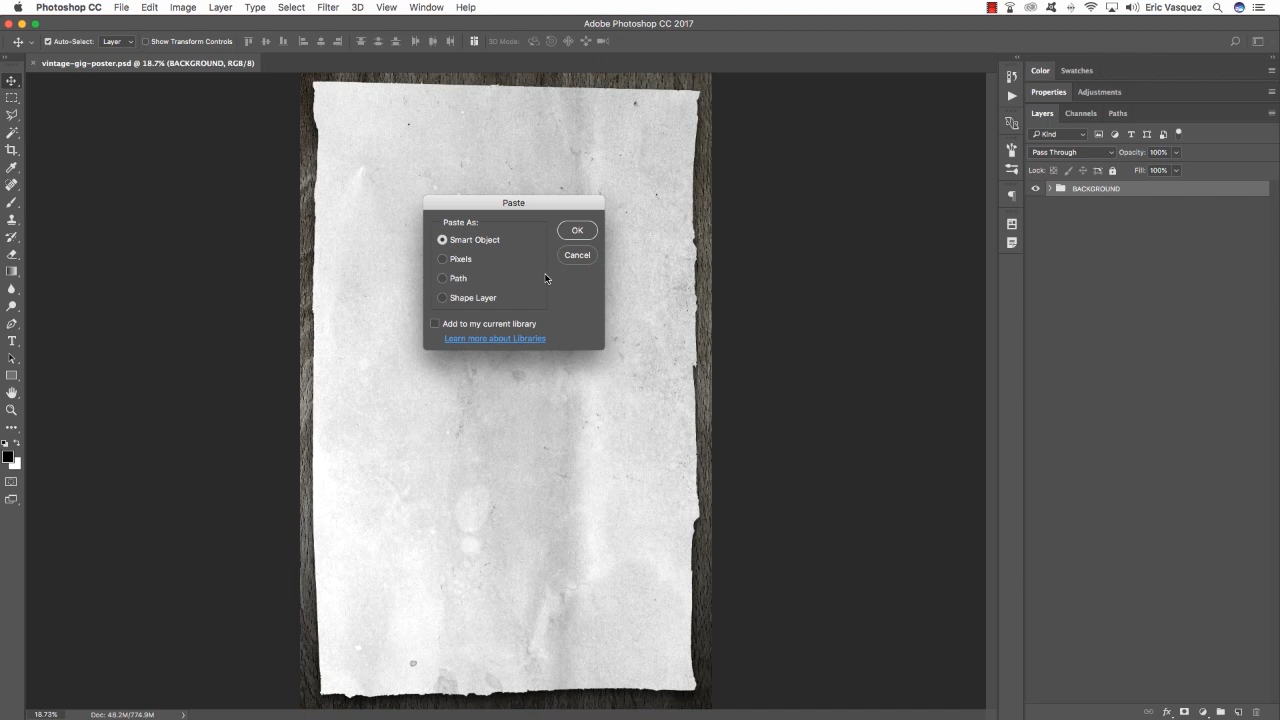 Photoshop CC File Edit Image Layer Type Select Filter 3D View Window Help Eric Vasquez
Adobe Photoshop CC 2017
Auto-Select: Layer Show Transform Controls 3D Mode:
× vintage-gig-poster.psd @ 18.7% (BACKGROUND, RGB/8)
Color Swatches
Properties Adjustments
Layers Channels Paths
Kind
Pass Through Opacity: 100%
Lock: Fill: 100%
BACKGROUND
Paste
Paste As:
Smart Object
Pixels
Path
Shape Layer
OK
Cancel
Add to my current library
Learn more about Libraries
18.73% Doc: 48.2M/774.9M